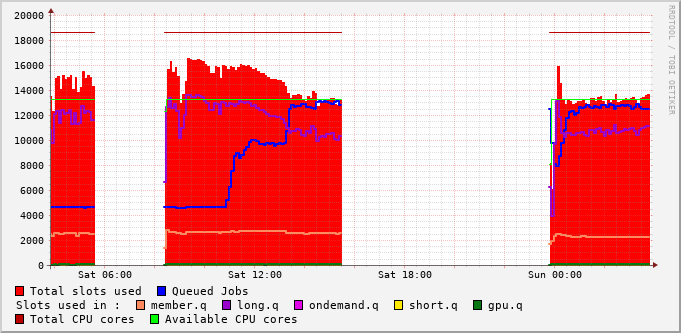 20000
18000
16000
14000
12000
10000
8000
6000
4000
2000
0
Sat 06:00 Sat 12:00 Sat 18:00 Sun 00:00
RRDTOOL / TOBI OETIKER
Total slots used Queued Jobs
Slots used in : member.q long.q ondemand.q short.q gpu.q
Total CPU cores Available CPU cores